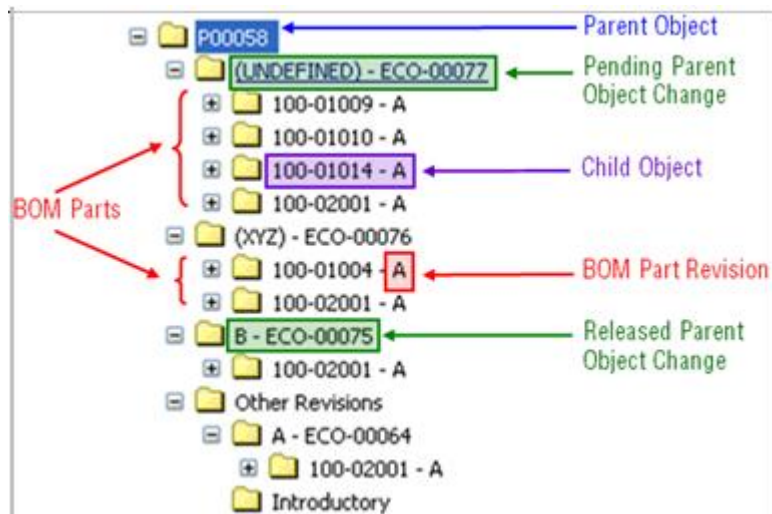 P00058
Parent Object
(UNDEFINED) - ECO-00077
Pending Parent
Object Change
100-01009 - A
100-01010 - A
100-01014 - A
Child Object
100-02001 - A
BOM Parts
(XYZ) - ECO-00076
100-01004 - A
BOM Part Revision
100-02001 - A
B - ECO-00075
Released Parent
Object Change
100-02001 - A
Other Revisions
A - ECO-00064
100-02001 - A
Introductory